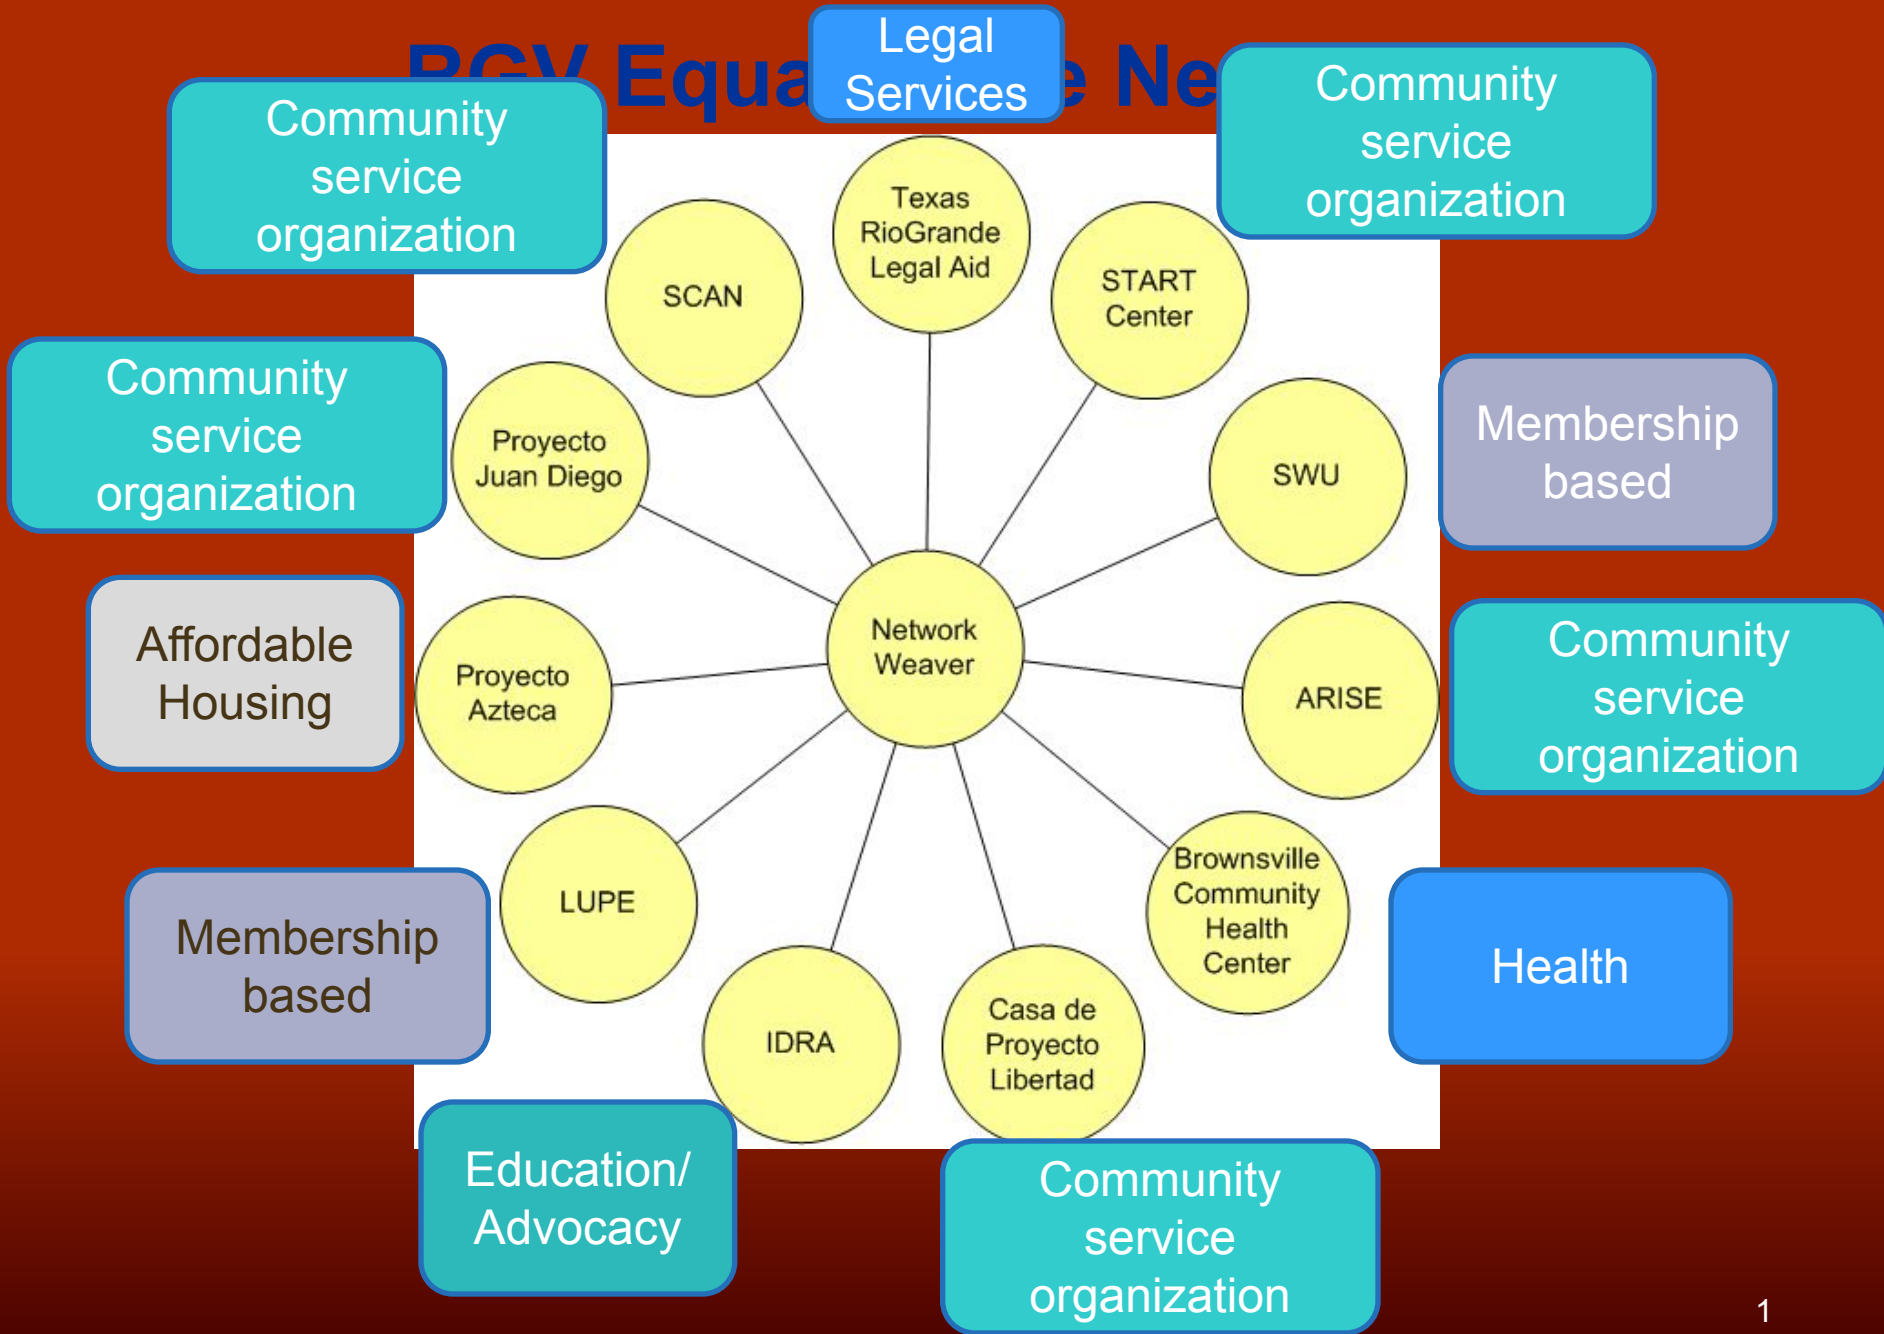 RGV Equa
Legal
Services
Community
service
organization
Community
service
organization
Texas
RioGrande
Legal Aid
SCAN
START
Center
Community
service
organization
Proyecto
Juan Diego
SWU
Membership
based
Affordable
Housing
Proyecto
Azteca
Network
Weaver
ARISE
Community
service
organization
Membership
based
LUPE
Brownsville
Community
Health
Center
Health
IDRA
Casa de
Proyecto
Libertad
Education/
Advocacy
Community
service
organization
1